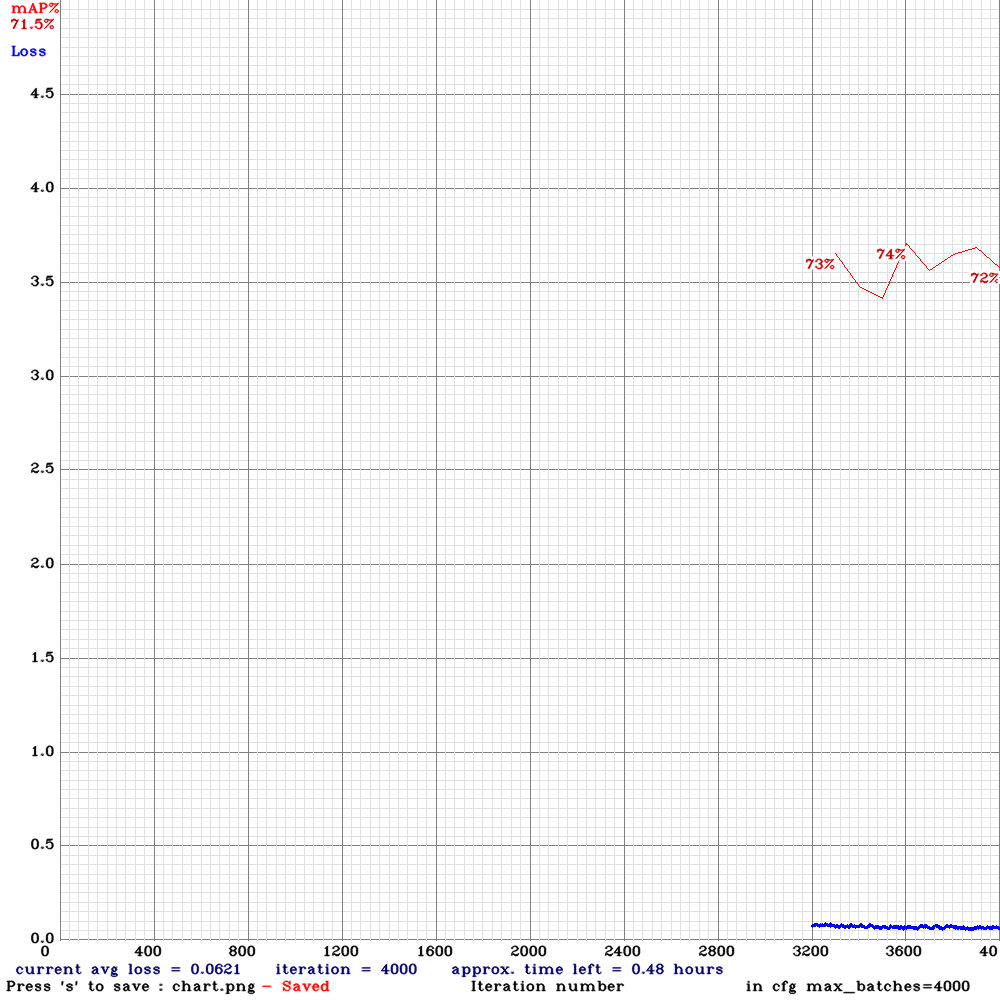 mAP%
71.5%
Loss
4.5
4.0
73%
74%
72%
3.5
3.0
2.5
2.0
1.5
1.0
0.5
0.0
0 400 800 1200 1600 2000 2400 2800 3200 3600 40
current avg loss = 0.0621 iteration = 4000 approx. time left = 0.48 hours
Press 's' to save : chart.png - Saved Iteration number in cfg max_batches=4000